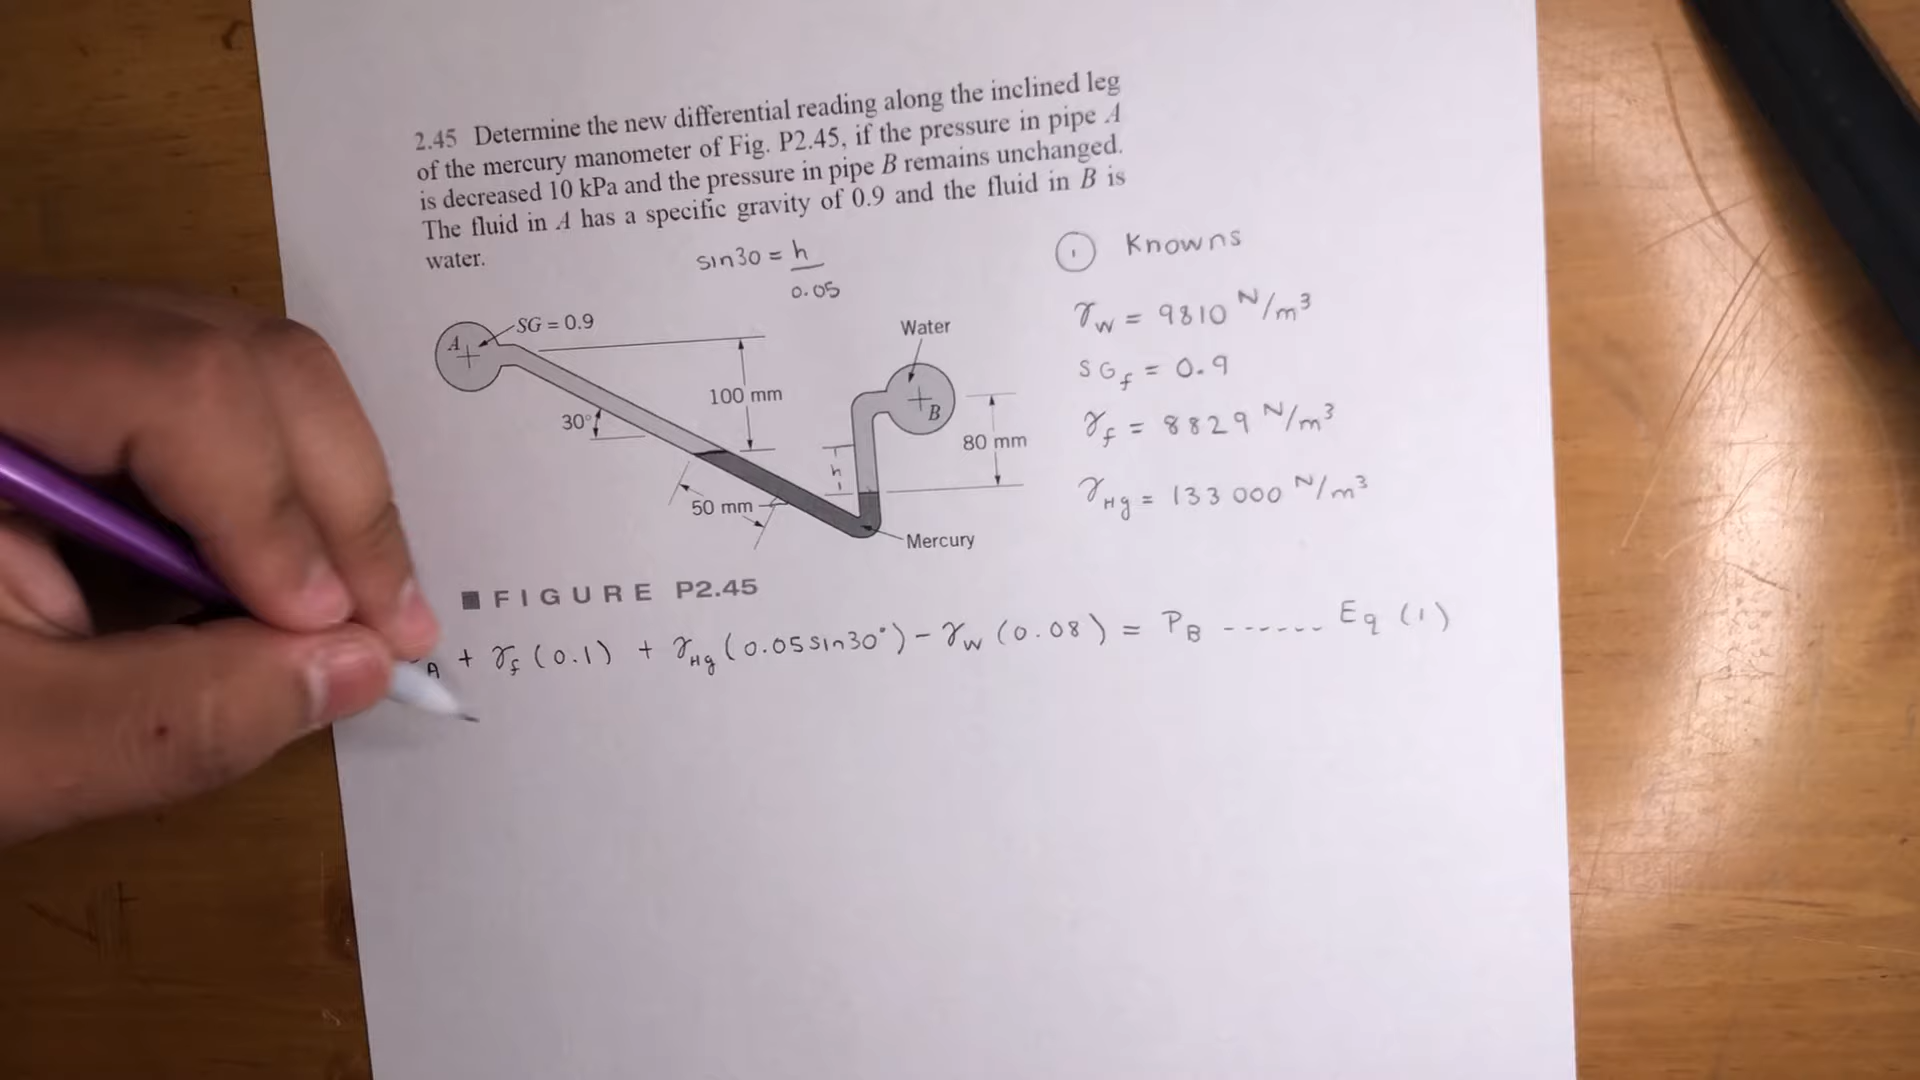 2.45 Determine the new differential reading along the inclined leg
of the mercury manometer of Fig. P2.45, if the pressure in pipe A
is decreased 10 kPa and the pressure in pipe B remains unchanged.
The fluid in A has a specific gravity of 0.9 and the fluid in B is
water.
sin30 = h
0.05
① Knowns
γw = 9810 N/m³
SGf = 0.9
γf = 8829 N/m³
γHg = 133 000 N/m³
A
SG = 0.9
Water
100 mm
30°
B
80 mm
h
50 mm
Mercury
FIGURE P2.45
A + γf (0.1) + γHg (0.05 sin30°) - γw (0.08) = PB ------ Eq (1)